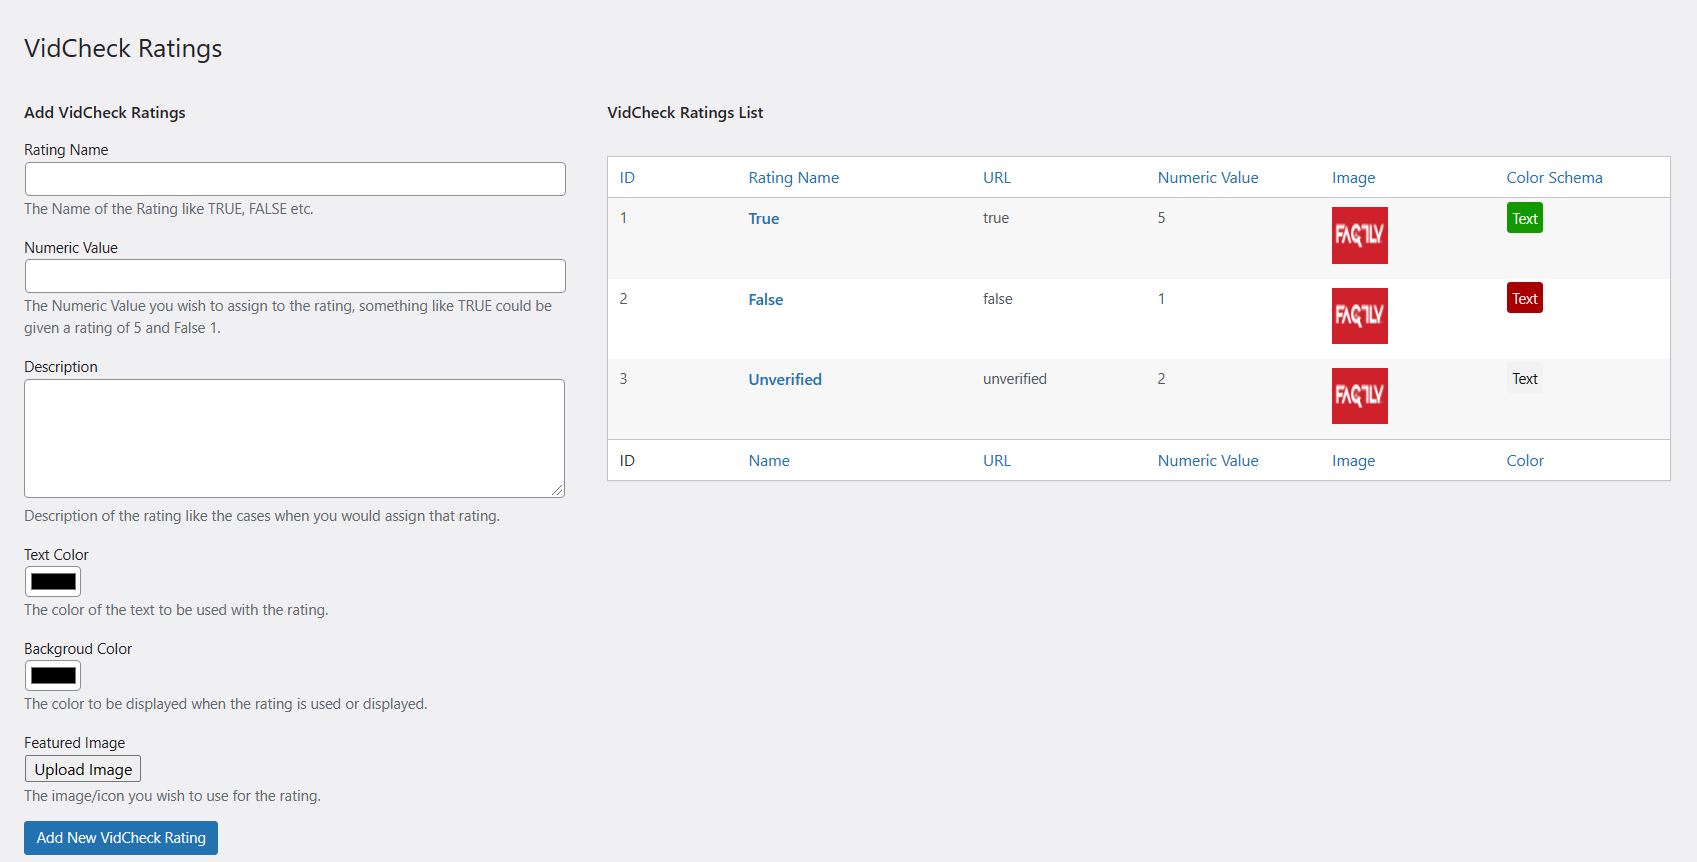 VidCheck Ratings
Add VidCheck Ratings
Rating Name
The Name of the Rating like TRUE, FALSE etc.
Numeric Value
The Numeric Value you wish to assign to the rating, something like TRUE could be
given a rating of 5 and False 1.
Description
Description of the rating like the cases when you would assign that rating.
Text Color
The color of the text to be used with the rating.
Backgroud Color
The color to be displayed when the rating is used or displayed.
Featured Image
Upload Image
The image/icon you wish to use for the rating.
Add New VidCheck Rating
VidCheck Ratings List
ID Rating Name URL Numeric Value Image Color Schema
1 True true 5 FACTLY Text
2 False false 1 FACTLY Text
3 Unverified unverified 2 FACTLY Text
ID Name URL Numeric Value Image Color